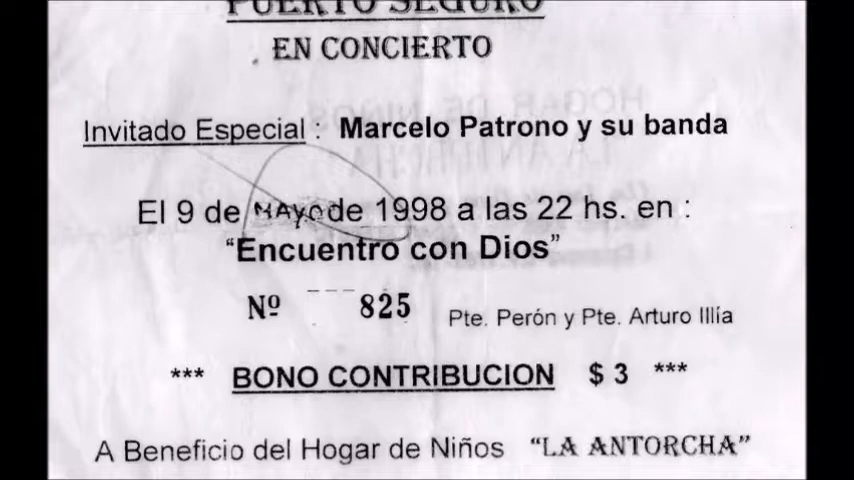 PUERTO SEGURO
EN CONCIERTO
Invitado Especial : Marcelo Patrono y su banda
El 9 de MAYO de 1998 a las 22 hs. en :
“Encuentro con Dios”
Nº 825 Pte. Perón y Pte. Arturo Illía
*** BONO CONTRIBUCION $ 3 ***
A Beneficio del Hogar de Niños “LA ANTORCHA”